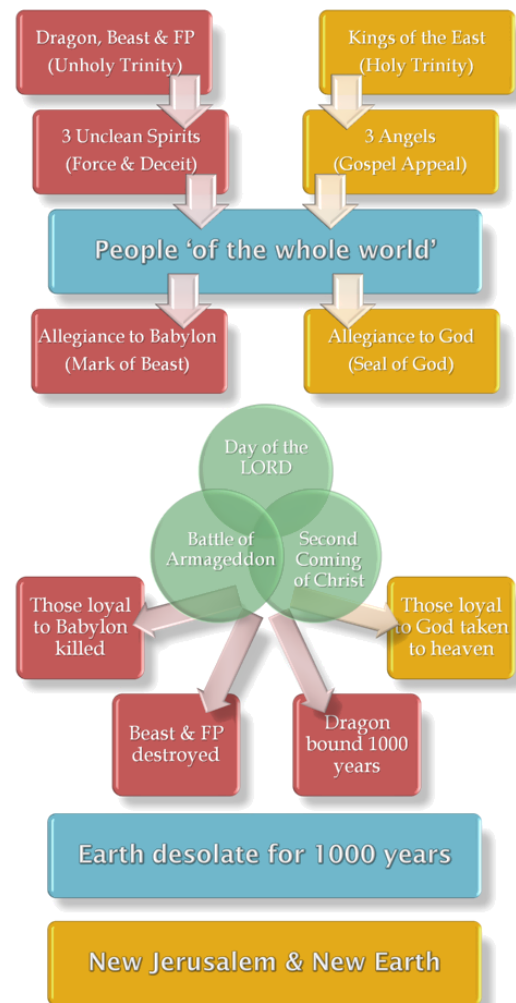 Dragon, Beast & FP
(Unholy Trinity)
Kings of the East
(Holy Trinity)
3 Unclean Spirits
(Force & Deceit)
3 Angels
(Gospel Appeal)
People ‘of the whole world’
Allegiance to Babylon
(Mark of Beast)
Allegiance to God
(Seal of God)
Day of the
LORD
Battle of
Armageddon
Second
Coming
of Christ
Those loyal
to Babylon
killed
Those loyal
to God taken
to heaven
Beast & FP
destroyed
Dragon
bound 1000
years
Earth desolate for 1000 years
New Jerusalem & New Earth